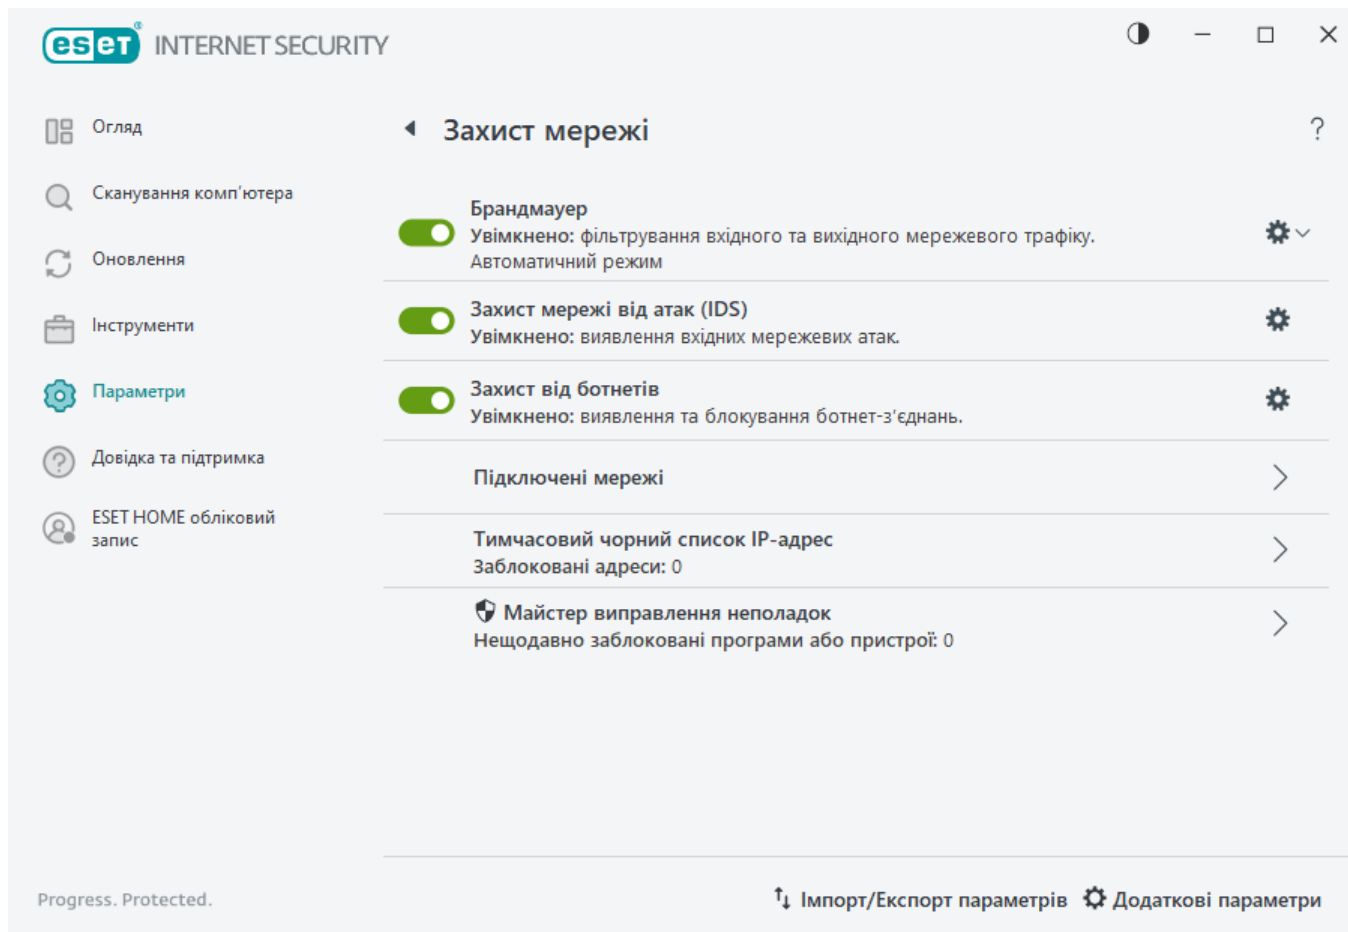 eset® INTERNET SECURITY
Огляд
Сканування комп'ютера
Оновлення
Інструменти
Параметри
Довідка та підтримка
ESET HOME обліковий
запис
Захист мережі
?
Брандмауер
Увімкнено: фільтрування вхідного та вихідного мережевого трафіку.
Автоматичний режим
Захист мережі від атак (IDS)
Увімкнено: виявлення вхідних мережевих атак.
Захист від ботнетів
Увімкнено: виявлення та блокування ботнет-з'єднань.
Підключені мережі
Тимчасовий чорний список IP-адрес
Заблоковані адреси: 0
Майстер виправлення неполадок
Нещодавно заблоковані програми або пристрої: 0
Progress. Protected.
Імпорт/Експорт параметрів
Додаткові параметри